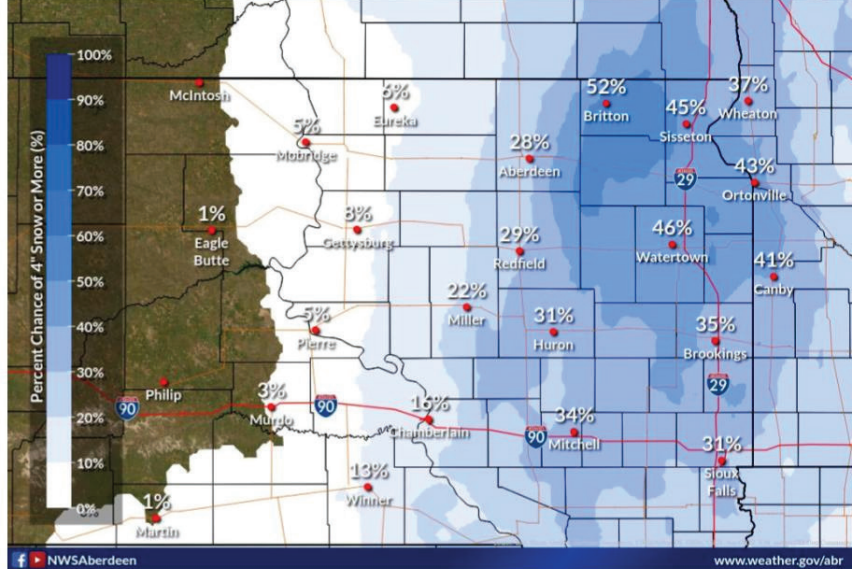 100%
90%
80%
70%
60%
50%
40%
30%
20%
10%
0%
Percent Chance of 4" Snow or More (%)
McIntosh
6%
Eureka
5%
Mobridge
52%
Britton
45%
Sisseton
37%
Wheaton
28%
Aberdeen
29
43%
Ortonville
1%
Eagle
Butte
8%
Gettysburg
29%
Redfield
46%
Watertown
41%
Canby
22%
Miller
5%
Pierre
31%
Huron
35%
Brookings
29
Philip
90
3%
Murdo
90
16%
Chamberlain
90
34%
Mitchell
31%
Sioux
Falls
13%
Winner
1%
Martin
NWSAberdeen
www.weather.gov/abr